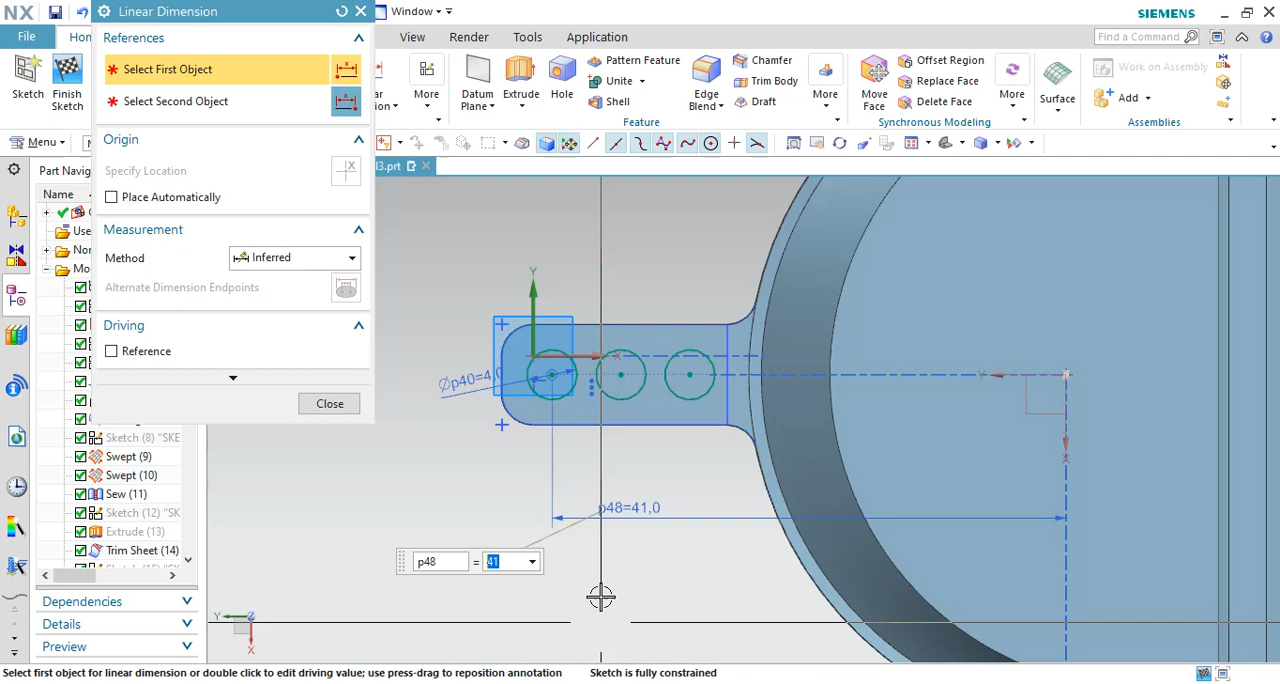 NX
Window
SIEMENS
Linear Dimension
File
Hom
View
Render
Tools
Application
Find a Command
References
Select First Object
Select Second Object
Sketch
Finish Sketch
More
Datum Plane
Extrude
Hole
Pattern Feature
Unite
Shell
Edge Blend
Chamfer
Trim Body
Draft
More
Feature
Move Face
Offset Region
Replace Face
Delete Face
More
Synchronous Modeling
Surface
Work on Assembly
Add
Assemblies
Menu
Origin
Specify Location
Place Automatically
l3.prt
Part Navig
Name
Use
Non
Mo
Measurement
Method
Inferred
Alternate Dimension Endpoints
Driving
Reference
Close
Sketch (8) "SKE
Swept (9)
Swept (10)
Sew (11)
Sketch (12) "SK
Extrude (13)
Trim Sheet (14)
Dependencies
Details
Preview
Y
X
Øp40=4,0
Y
X
p48=41,0
p48 = 41
Y
Z
X
Select first object for linear dimension or double click to edit driving value; use press-drag to reposition annotation
Sketch is fully constrained